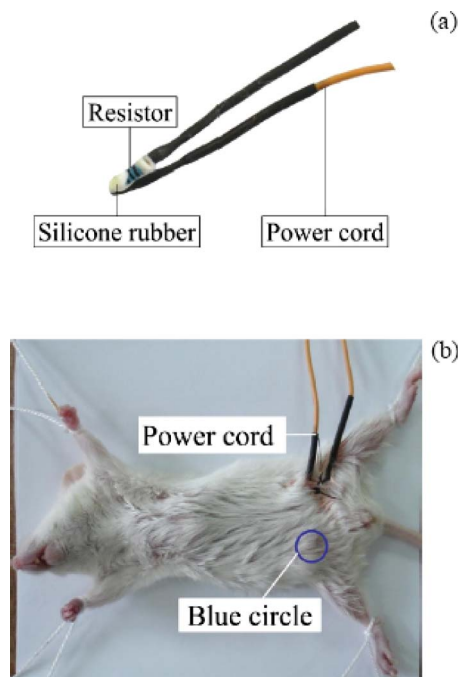 (a)
Resistor
Silicone rubber
Power cord
(b)
Power cord
Blue circle